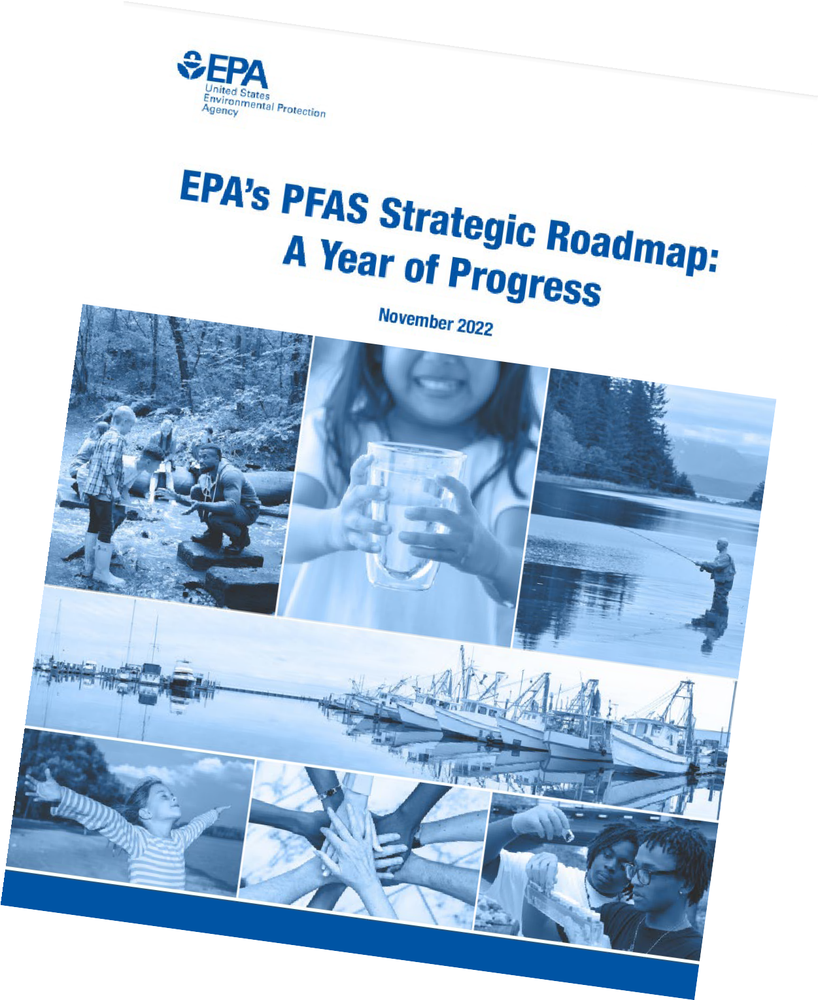 EPA
United States
Environmental Protection
Agency
EPA's PFAS Strategic Roadmap:
A Year of Progress
November 2022